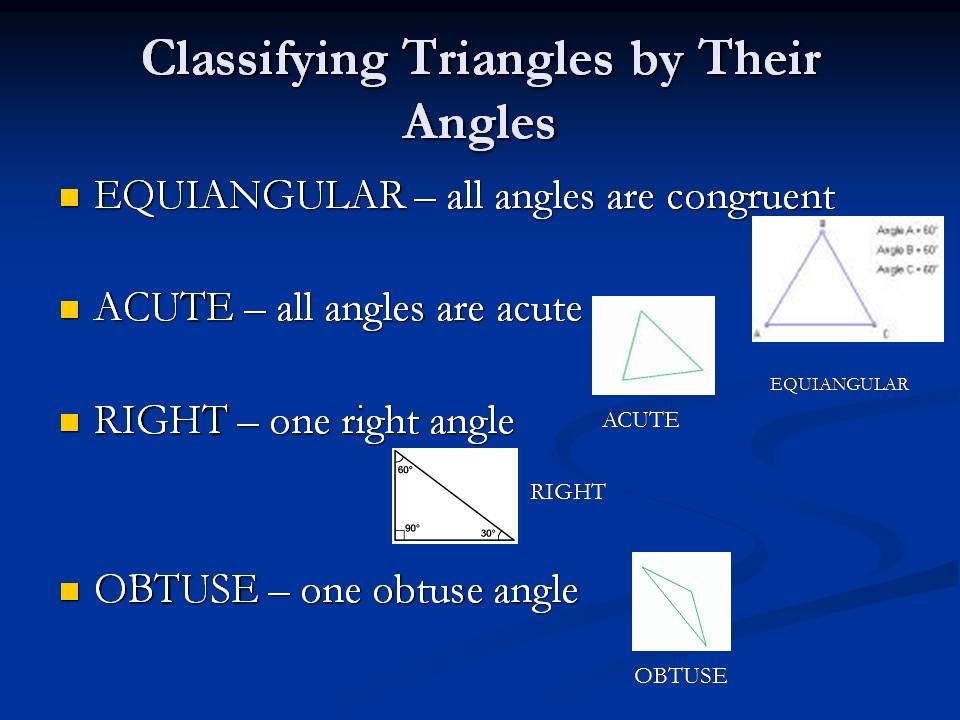 Classifying Triangles by Their
Angles
EQUIANGULAR – all angles are congruent
B
Angle A = 60°
Angle B = 60°
Angle C = 60°
A
C
EQUIANGULAR
ACUTE – all angles are acute
ACUTE
RIGHT – one right angle
60°
90°
30°
RIGHT
OBTUSE – one obtuse angle
OBTUSE